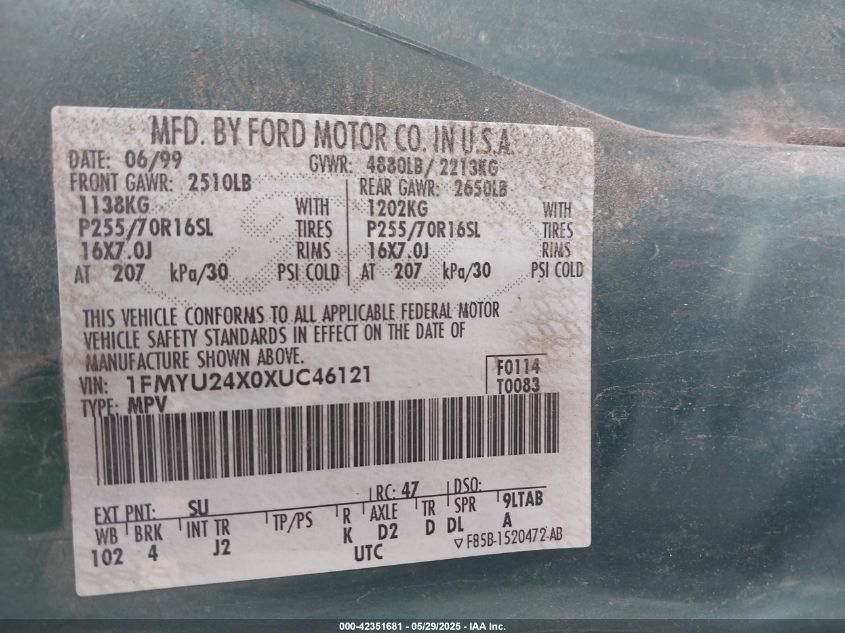 MFD. BY FORD MOTOR CO. IN U.S.A.
DATE: 06/99 GVWR: 4880LB/ 2213KG
FRONT GAWR: 2510LB REAR GAWR: 2650LB
1138KG WITH 1202KG WITH
P255/70R16SL TIRES P255/70R16SL TIRES
16X7.0J RIMS 16X7.0J RIMS
AT 207 kPa/30 PSI COLD AT 207 kPa/30 PSI COLD
THIS VEHICLE CONFORMS TO ALL APPLICABLE FEDERAL MOTOR
VEHICLE SAFETY STANDARDS IN EFFECT ON THE DATE OF
MANUFACTURE SHOWN ABOVE.
VIN: 1FMYU24X0XUC46121 F0114
TYPE: MPV T0083
EXT PNT: SU RC: 47 DSO:
WB BRK INT TR TP/PS R AXLE TR SPR 9LTAB
102 4 J2 K D2 D DL A
UTC ▽F85B-1520472-AB
000-42351681 - 05/29/2025 - IAA Inc.